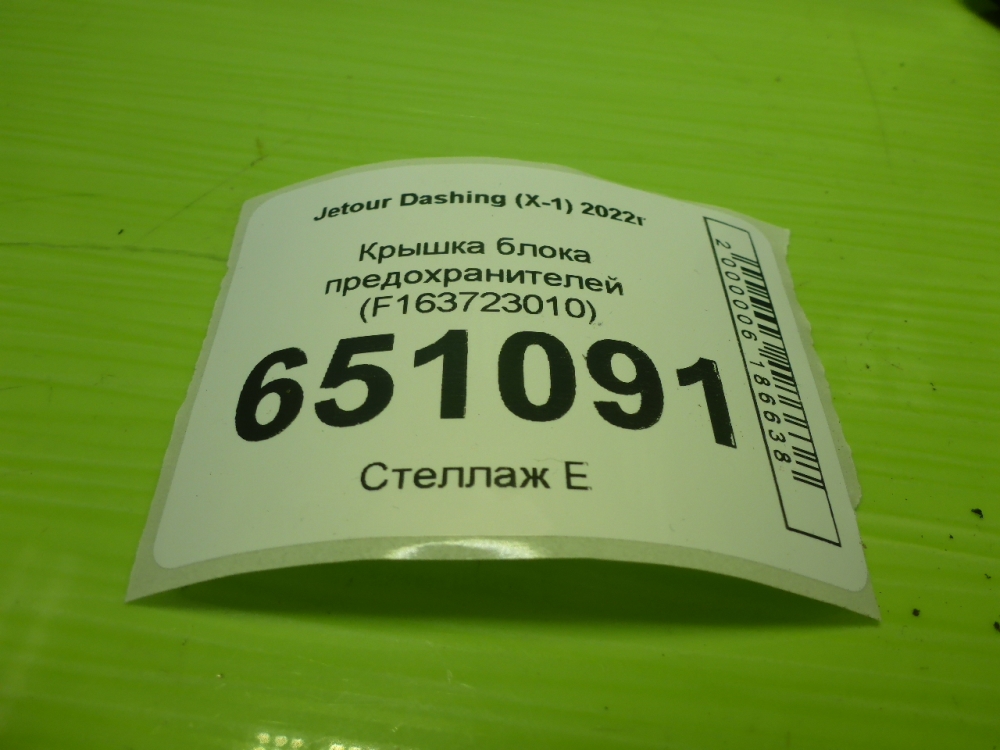 Jetour Dashing (X-1) 2022г
Крышка блока
предохранителей
(F163723010)
651091
Стеллаж Е
2000006186638